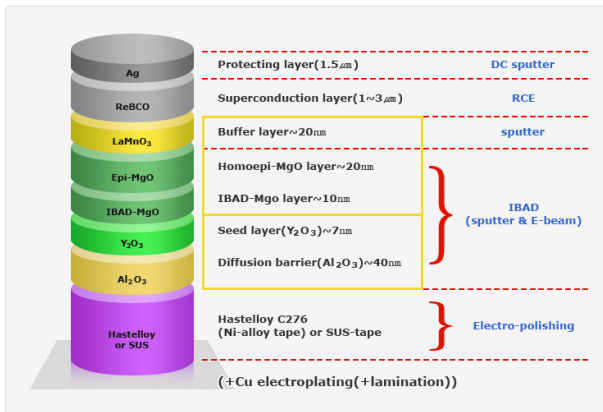 Ag
Protecting layer(1.5㎛)
DC sputter
ReBCO
Superconduction layer(1~3㎛)
RCE
LaMnO₃
Buffer layer~20nm
sputter
Epi-MgO
Homoepi-MgO layer~20nm
IBAD-MgO
IBAD-Mgo layer~10nm
IBAD
(sputter & E-beam)
Y₂O₃
Seed layer(Y₂O₃)~7nm
Al₂O₃
Diffusion barrier(Al₂O₃)~40nm
Hastelloy
or SUS
Hastelloy C276
(Ni-alloy tape) or SUS-tape
Electro-polishing
(+Cu electroplating(+lamination))